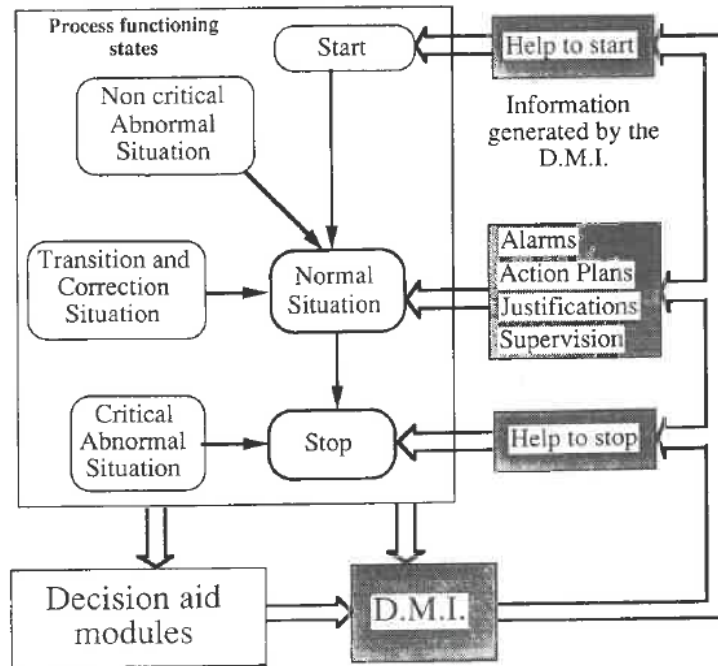 Process functioning
states
Start
Help to start
Non critical
Abnormal
Situation
Information
generated by the
D.M.I.
Transition and
Correction
Situation
Normal
Situation
Alarms
Action Plans
Justifications
Supervision
Critical
Abnormal
Situation
Stop
Help to stop
Decision aid
modules
D.M.I.